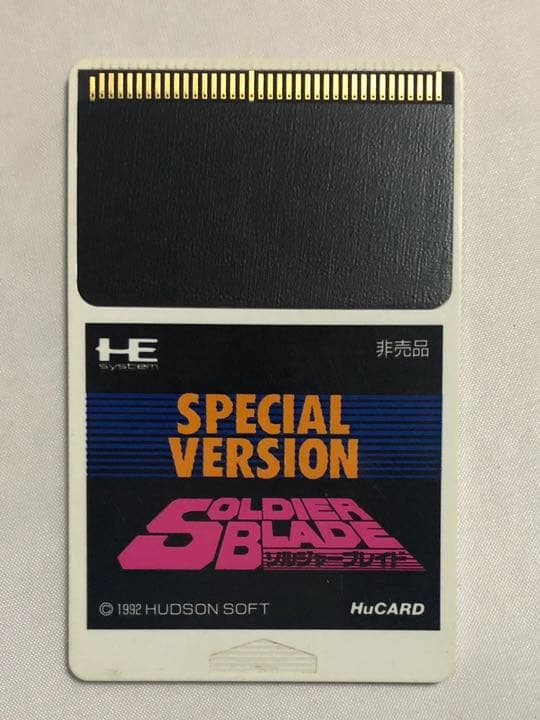 HE
system
非売品
SPECIAL
VERSION
SOLDIER
BLADE
ソルジャーブレイド
© 1992 HUDSON SOFT
HuCARD